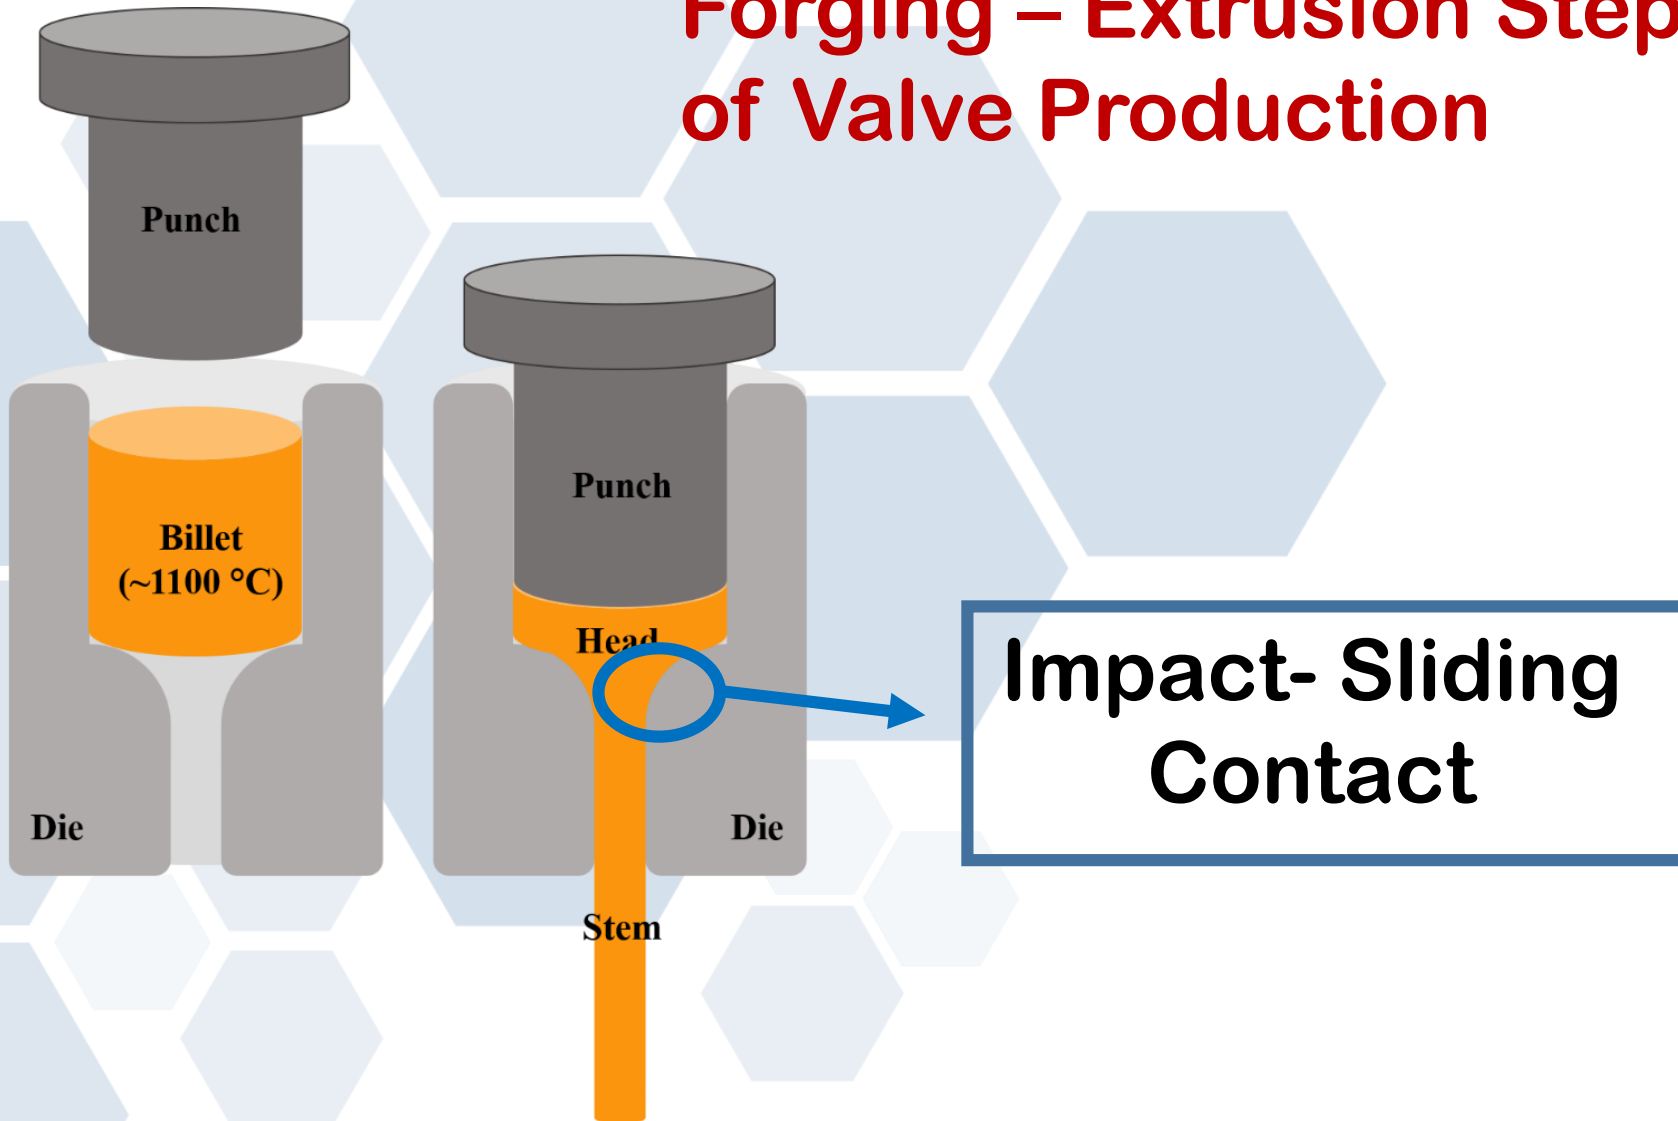 Forging – Extrusion Step
of Valve Production
Punch
Billet
(~1100 °C)
Die
Punch
Head
Die
Stem
Impact- Sliding
Contact